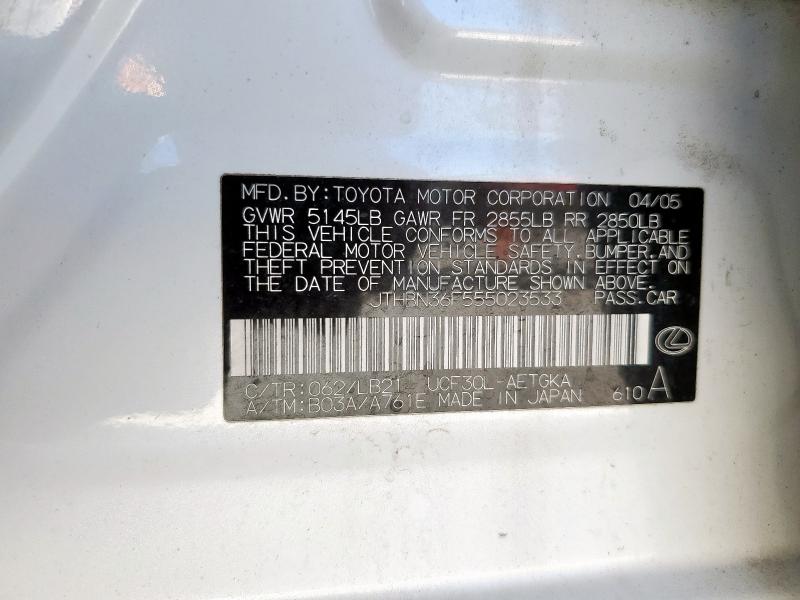 MFD.BY:TOYOTA MOTOR CORPORATION 04/05
GVWR 5145LB GAWR FR 2855LB RR 2850LB
THIS VEHICLE CONFORMS TO ALL APPLICABLE
FEDERAL MOTOR VEHICLE SAFETY,BUMPER,AND
THEFT PREVENTION STANDARDS IN EFFECT ON
THE DATE OF MANUFACTURE SHOWN ABOVE.
JTHBN36F555023533 PASS.CAR
C/TR:062/LB21 UCF30L-AETGKA
A/TM:B03A/A761E MADE IN JAPAN 610 A